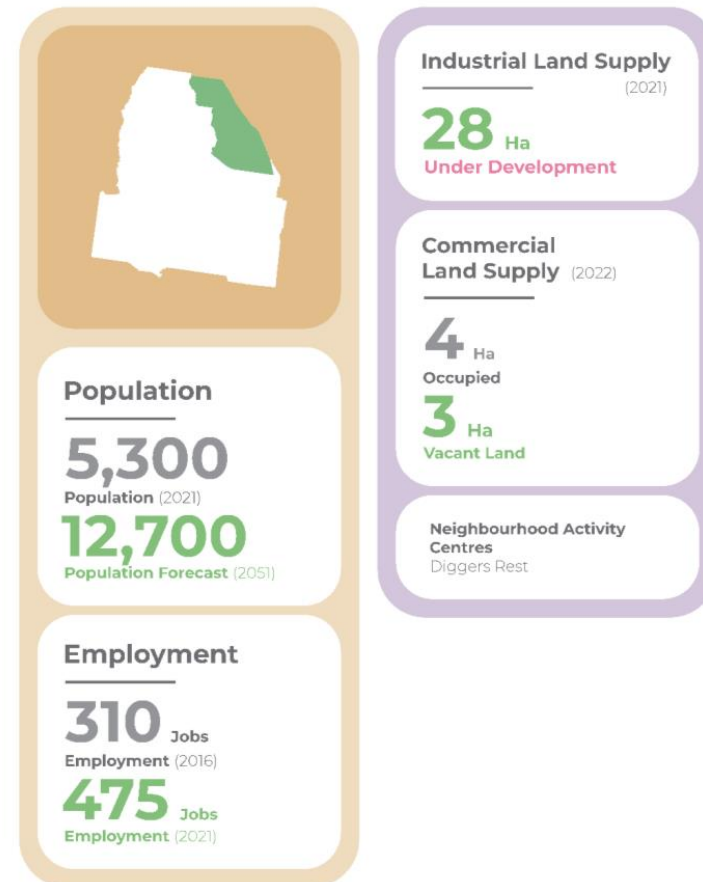 Population
5,300
Population (2021)
12,700
Population Forecast (2051)
Employment
310 Jobs
Employment (2016)
475 Jobs
Employment (2021)
Industrial Land Supply
(2021)
28 Ha
Under Development
Commercial
Land Supply (2022)
4 Ha
Occupied
3 Ha
Vacant Land
Neighbourhood Activity
Centres
Diggers Rest